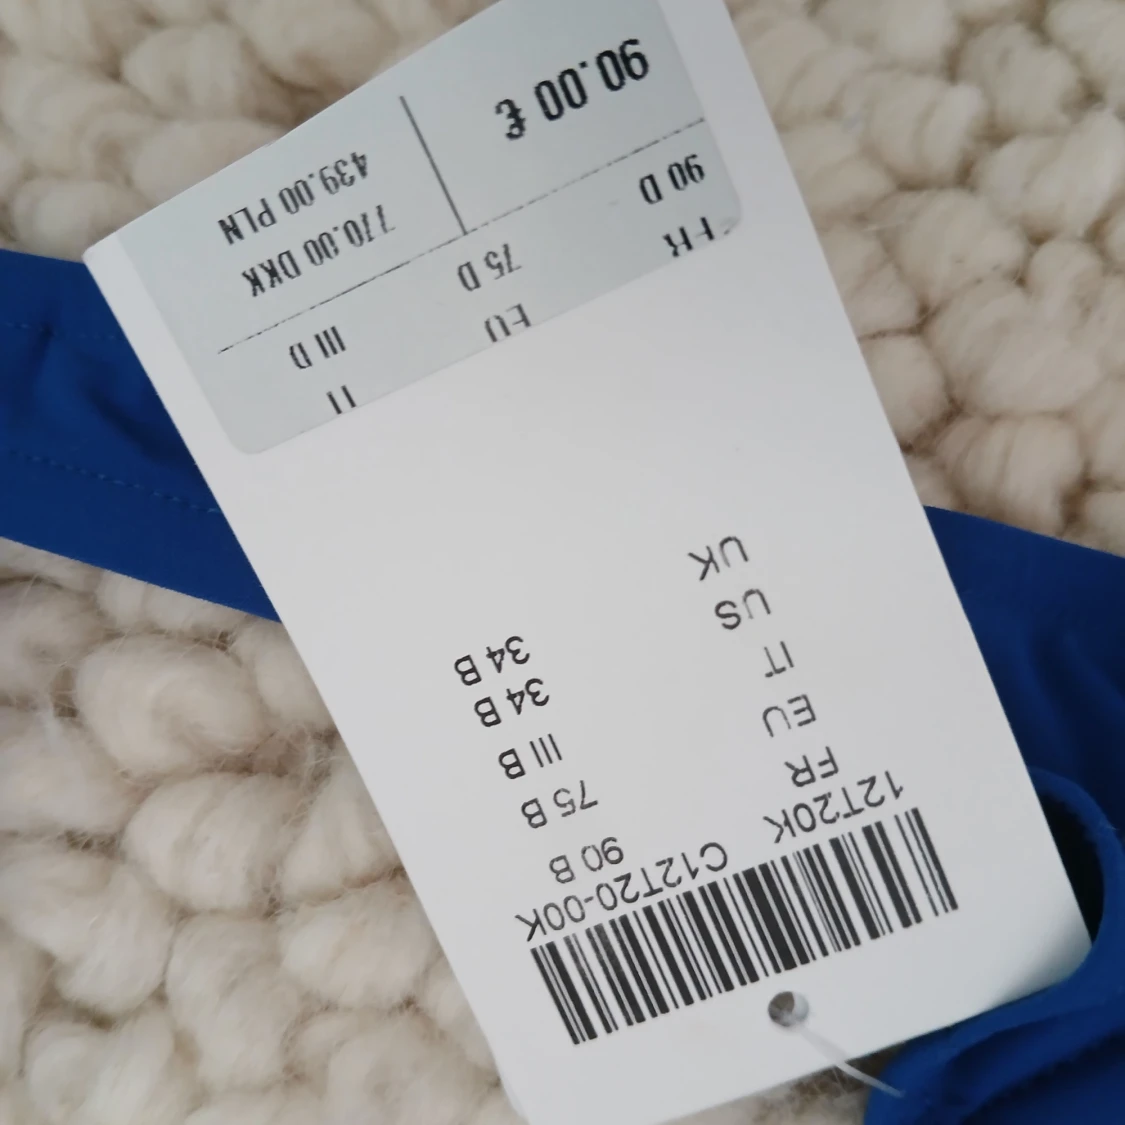 12T20K C12T20-00K
FR 90 B
EU 75 B
IT III B
US 34 B
UK 34 B
IT EU FR
III D 75 D 90 D
770.00 DKK
439.00 PLN
90.00 €